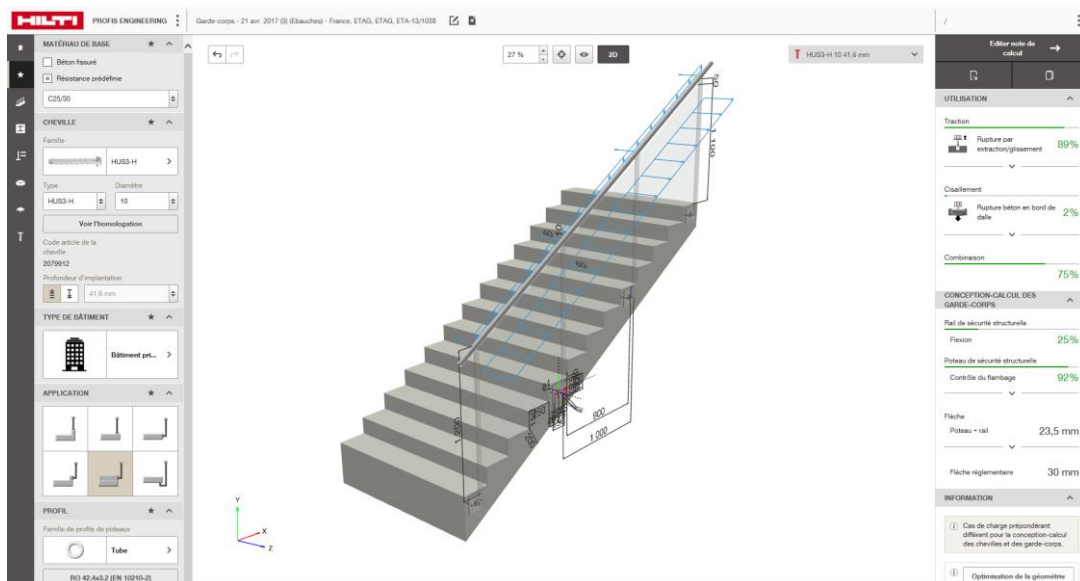 HILTI PROFIS ENGINEERING
Garde-corps - 21 avr. 2017 (3) (Ebauches) - France, ETAG, ETAG, ETA-13/1038
/
MATÉRIAU DE BASE
Béton fissuré
Résistance prédéfinie
C25/30
CHEVILLE
Famille
HUS3-H
Type Diamètre
HUS3-H 10
Voir l'homologation
Code article de la
cheville
2079912
Profondeur d'implantation
41,6 mm
TYPE DE BÂTIMENT
Bâtiment pri...
APPLICATION
PROFIL
Famille de profils de poteaux
Tube
RO 42.4x3.2 (EN 10210-2)
27 %
2D
HUS3-H 10 41,6 mm
50
1 100
60
1 200
900
1 000
Y
X
Z
Editer note de
calcul
UTILISATION
Traction
Rupture par
extraction/glissement
89%
Cisaillement
Rupture béton en bord de
dalle
2%
Combinaison
75%
CONCEPTION-CALCUL DES
GARDE-CORPS
Rail de sécurité structurelle
Flexion 25%
Poteau de sécurité structurelle
Contrôle du flambage 92%
Flèche
Poteau + rail 23,5 mm
Flèche réglementaire 30 mm
INFORMATION
Cas de charge prépondérant
différent pour la conception-calcul
des chevilles et des garde-corps.
Optimisation de la géométrie